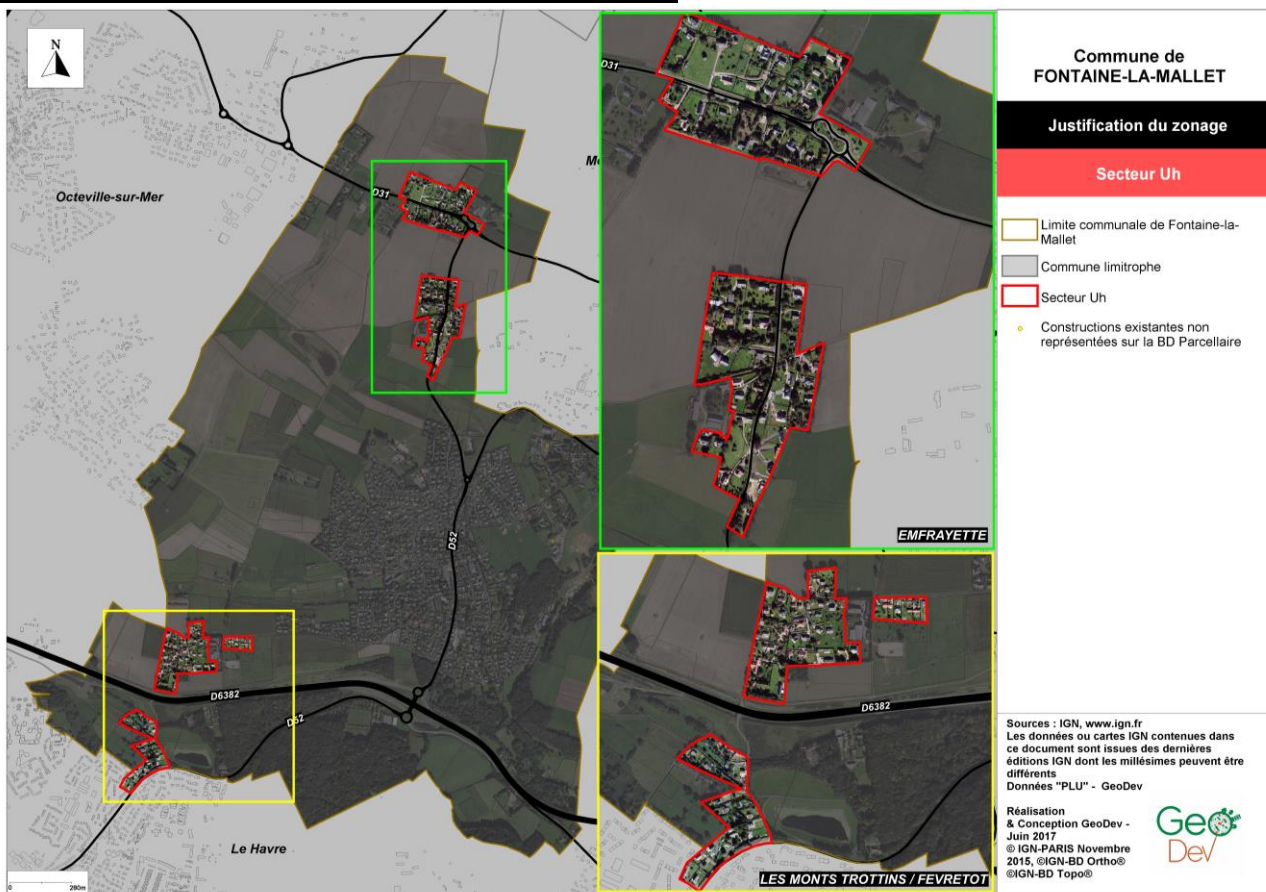 N
Octeville-sur-Mer
D31
D52
D6382
D52
Le Havre
0 280m
D31
EMFRAYETTE
D6382
LES MONTS TROTTINS / FEVRETOT
Commune de
FONTAINE-LA-MALLET
Justification du zonage
Secteur Uh
Limite communale de Fontaine-la-
Mallet
Commune limitrophe
Secteur Uh
Constructions existantes non
représentées sur la BD Parcellaire
Sources : IGN, www.ign.fr
Les données ou cartes IGN contenues dans
ce document sont issues des dernières
éditions IGN dont les millésimes peuvent être
différents
Données "PLU" - GeoDev
Réalisation
& Conception GeoDev -
Juin 2017
© IGN-PARIS Novembre
2015, ©IGN-BD Ortho®
©IGN-BD Topo®
Geo
Dev